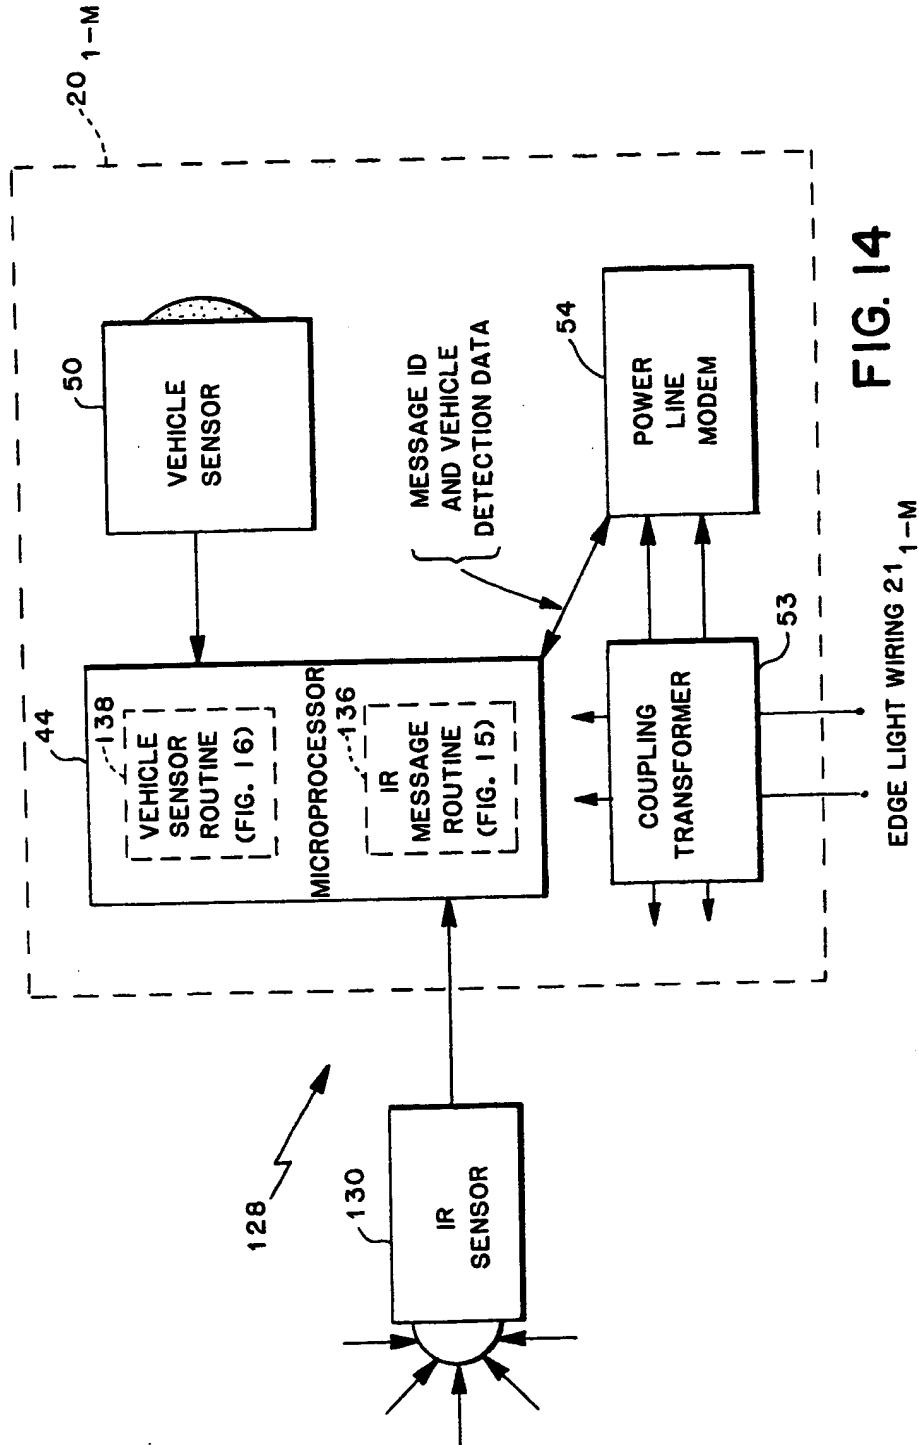 20 1-M
50
VEHICLE
SENSOR
44
138
VEHICLE
SENSOR
ROUTINE
(FIG. 16)
MICROPROCESSOR
136
IR
MESSAGE
ROUTINE
(FIG. 15)
MESSAGE ID
AND VEHICLE
DETECTION DATA
54
POWER
LINE
MODEM
53
COUPLING
TRANSFORMER
EDGE LIGHT WIRING 21 1-M
128
130
IR
SENSOR
FIG. 14